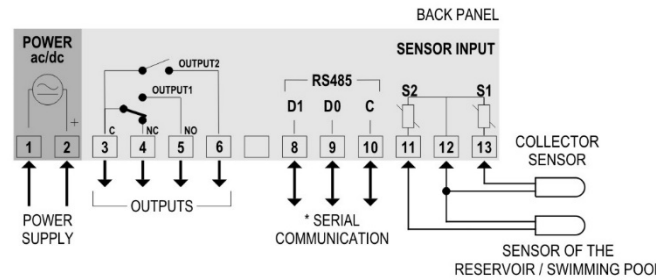 BACK PANEL
POWER
ac/dc
SENSOR INPUT
OUTPUT2
OUTPUT1
RS485
D1 D0 C
S2 S1
+
C NC NO
1 2 3 4 5 6 8 9 10 11 12 13
POWER
SUPPLY
OUTPUTS
* SERIAL
COMMUNICATION
COLLECTOR
SENSOR
SENSOR OF THE
RESERVOIR / SWIMMING POOL